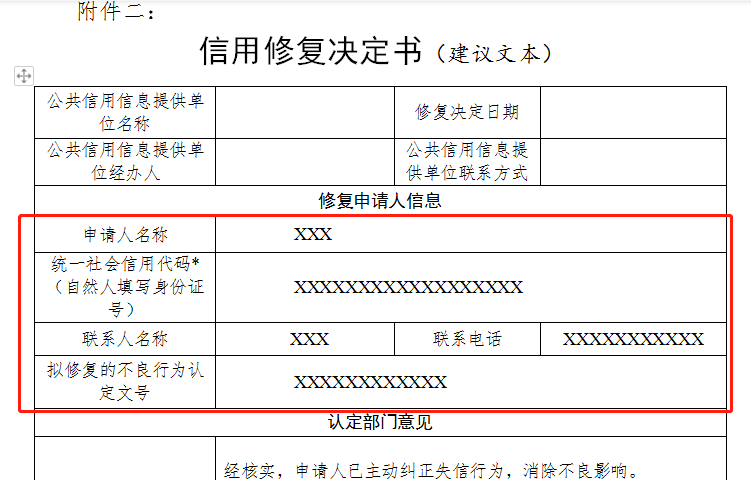 附件二：
信用修复决定书（建议文本）
公共信用信息提供单
位名称
修复决定日期
公共信用信息提供单
位经办人
公共信用信息提
供单位联系方式
修复申请人信息
申请人名称
XXX
统一社会信用代码*
（自然人填写身份证
号）
XXXXXXXXXXXXXXXXXX
联系人名称
XXX
联系电话
XXXXXXXXXXX
拟修复的不良行为认
定文号
XXXXXXXXXXXX
认定部门意见
经核实，申请人已主动纠正失信行为，消除不良影响。